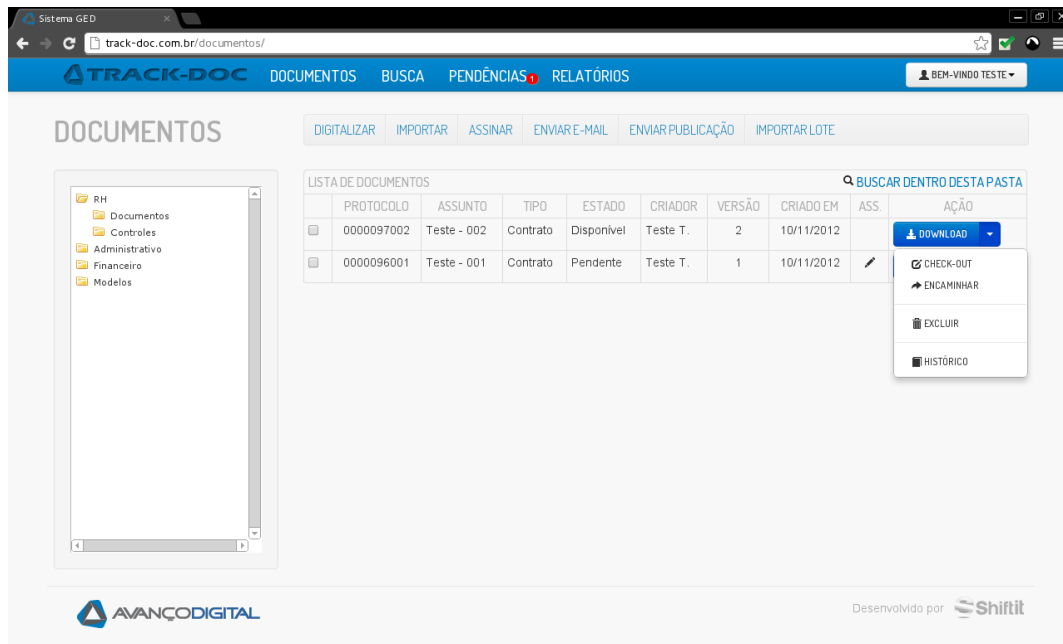 Sistema GED
track-doc.com.br/documentos/
TRACK-DOC DOCUMENTOS BUSCA PENDÊNCIAS 1 RELATÓRIOS BEM-VINDO TESTE
DOCUMENTOS
DIGITALIZAR IMPORTAR ASSINAR ENVIAR E-MAIL ENVIAR PUBLICAÇÃO IMPORTAR LOTE
RH
Documentos
Controles
Administrativo
Financeiro
Modelos
LISTA DE DOCUMENTOS BUSCAR DENTRO DESTA PASTA
PROTOCOLO ASSUNTO TIPO ESTADO CRIADOR VERSÃO CRIADO EM ASS. AÇÃO
0000097002 Teste - 002 Contrato Disponível Teste T. 2 10/11/2012 DOWNLOAD
0000096001 Teste - 001 Contrato Pendente Teste T. 1 10/11/2012
CHECK-OUT
ENCAMINHAR
EXCLUIR
HISTÓRICO
AVANÇODIGITAL
Desenvolvido por Shiftit